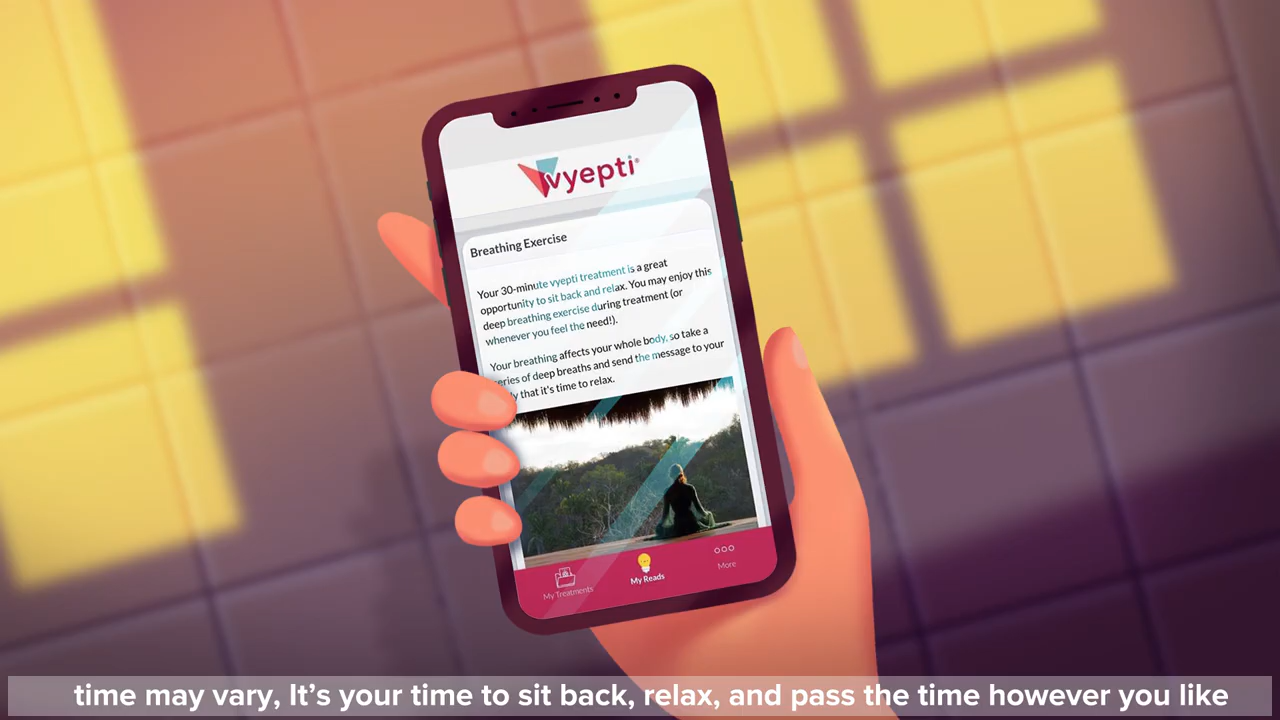 vyepti®
Breathing Exercise
Your 30-minute vyepti treatment is a great
opportunity to sit back and relax. You may enjoy this
deep breathing exercise during treatment (or
whenever you feel the need!).
Your breathing affects your whole body, so take a
series of deep breaths and send the message to your
that it's time to relax.
My Treatments
My Reads
More
time may vary, It’s your time to sit back, relax, and pass the time however you like